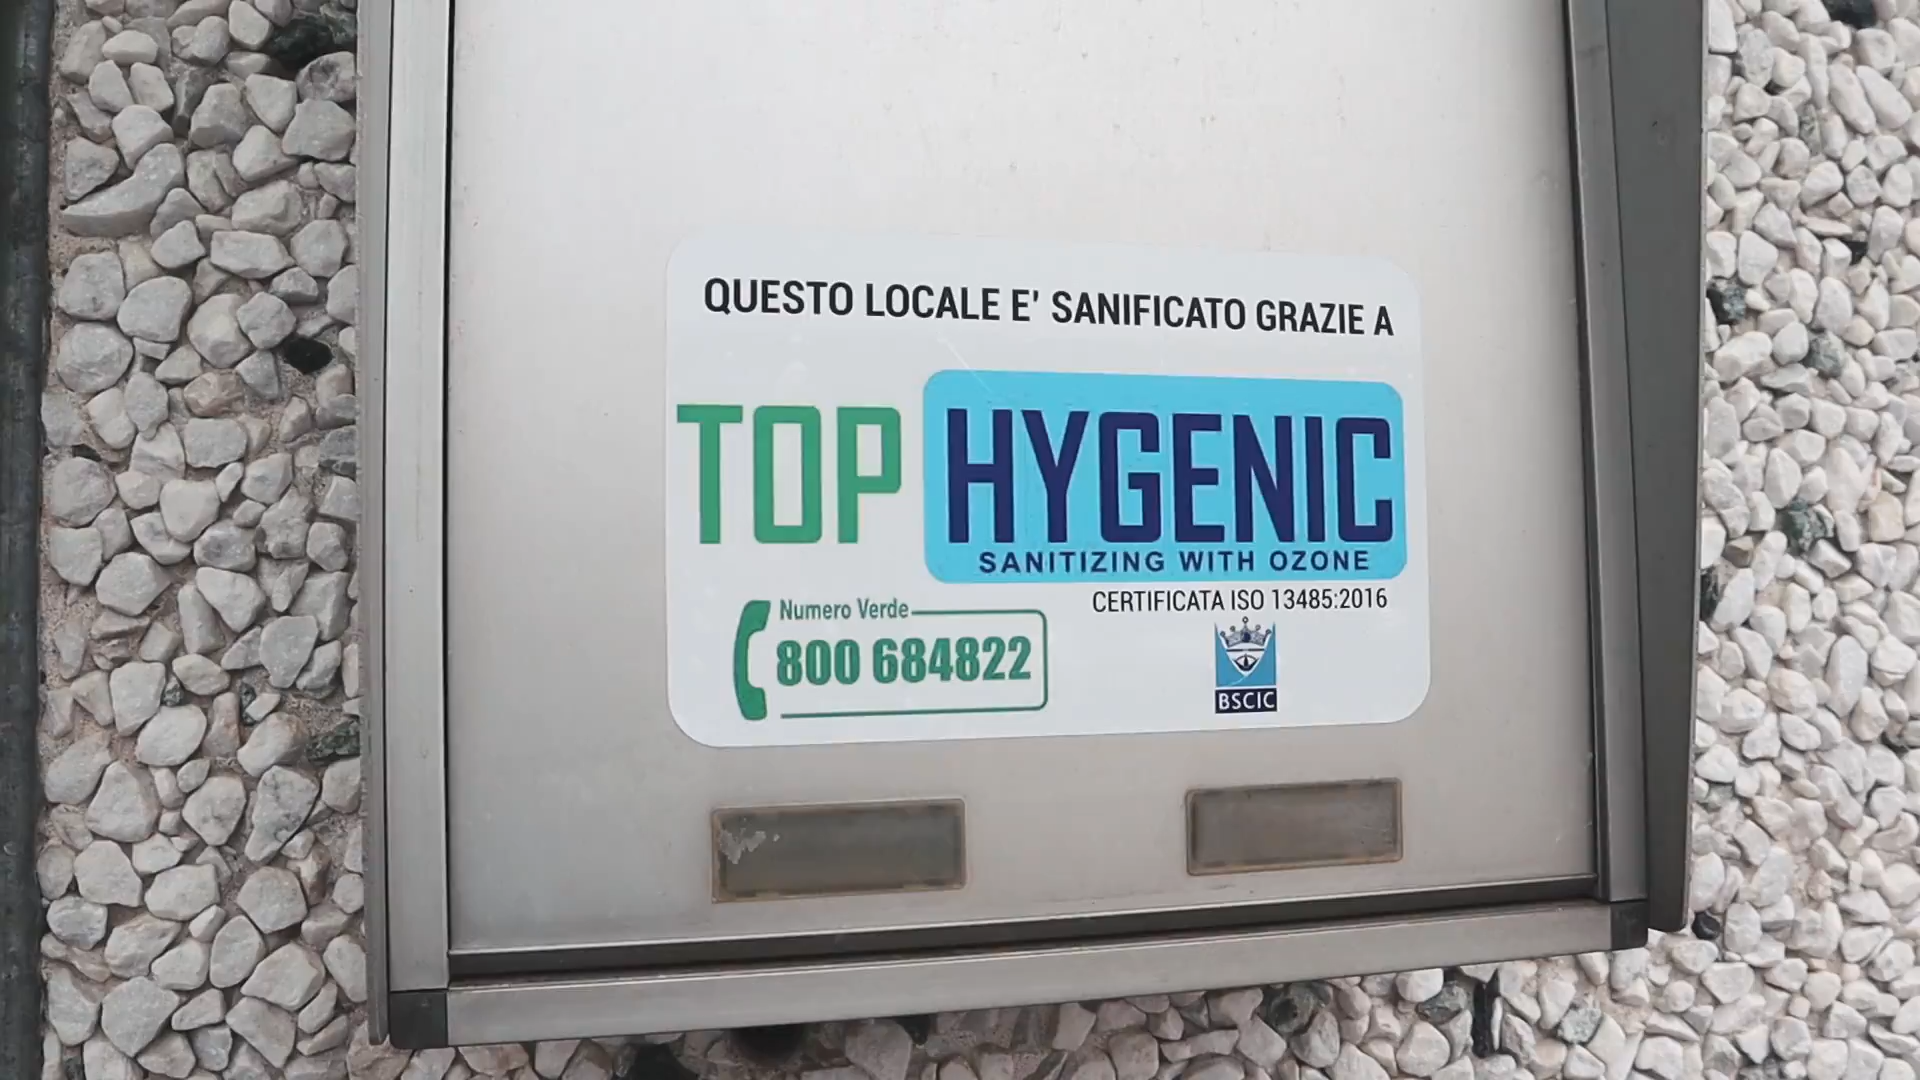 QUESTO LOCALE E' SANIFICATO GRAZIE A
TOP HYGENIC
SANITIZING WITH OZONE
CERTIFICATA ISO 13485:2016
Numero Verde
800 684822
BSCIC